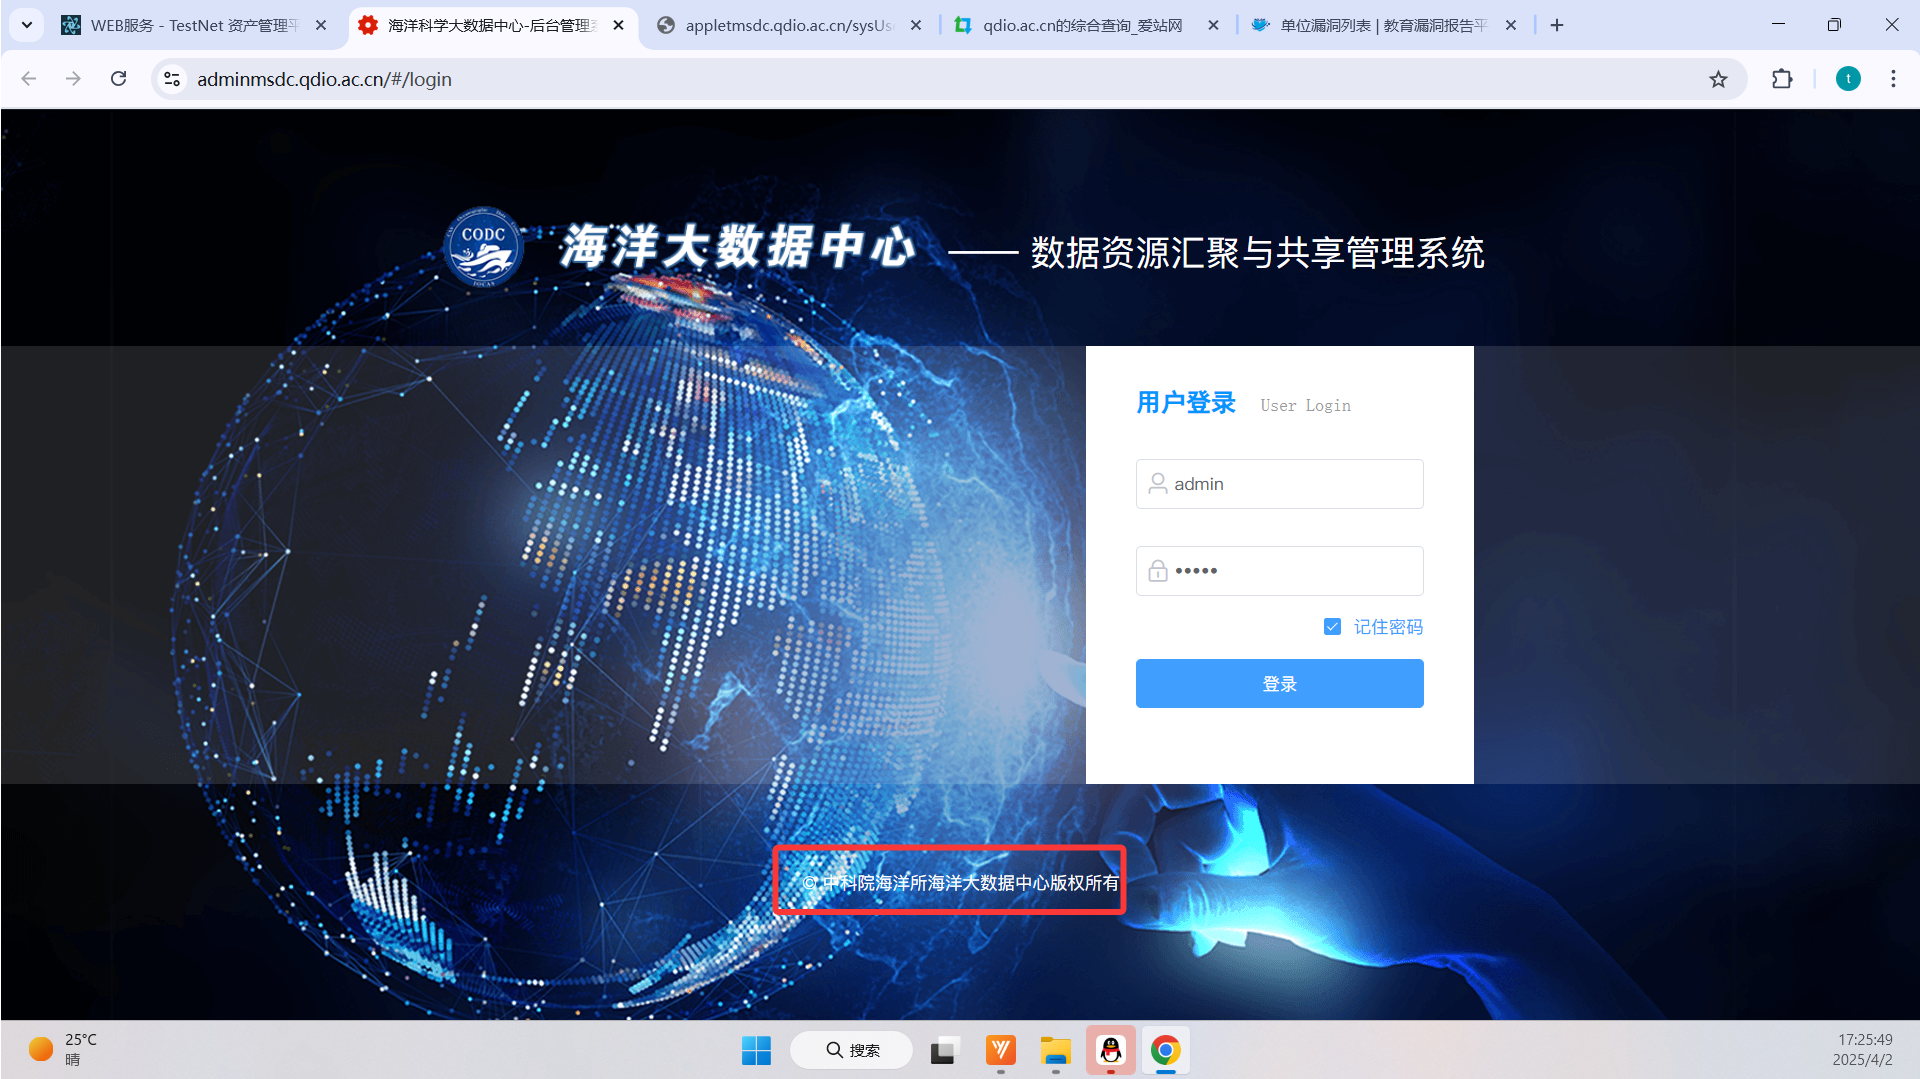 WEB服务 - TestNet 资产管理平
海洋科学大数据中心-后台管理系
appletmsdc.qdio.ac.cn/sysUse
qdio.ac.cn的综合查询_爱站网
单位漏洞列表 | 教育漏洞报告平
adminmsdc.qdio.ac.cn/#/login
t
CODC
海洋大数据中心 —— 数据资源汇聚与共享管理系统
用户登录 User Login
admin
•••••
记住密码
登录
© 中科院海洋所海洋大数据中心版权所有
25°C
晴
搜索
17:25:49
2025/4/2